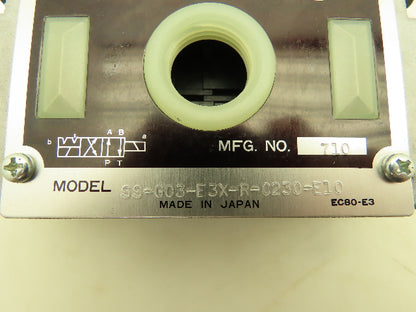 A B
b a
P T
MFG. NO. 710
MODEL SS-G03-E3X-R-C230-E10
MADE IN JAPAN EC80-E3